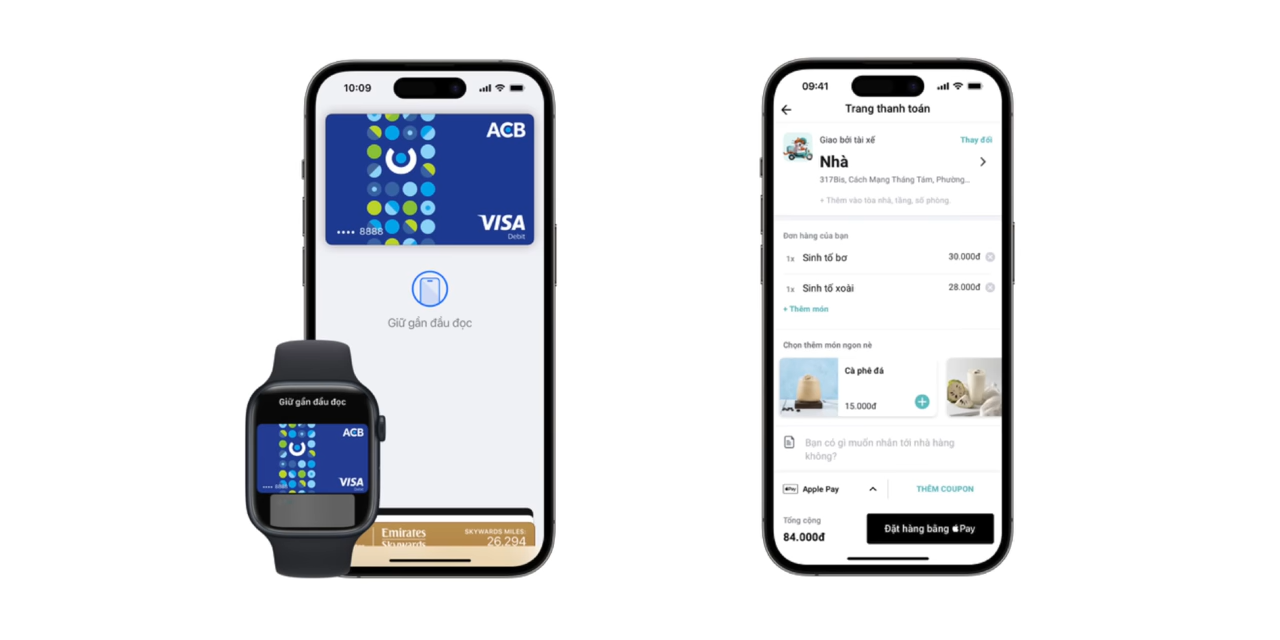 10:09
ACB
•••• 8888
VISA
Debit
Giữ gần đầu đọc
Emirates
Skywards
SKYWARDS MILES:
26,294
Giữ gần đầu đọc
ACB
VISA
09:41
Trang thanh toán
Giao bởi tài xế
Thay đổi
Nhà
317Bis, Cách Mạng Tháng Tám, Phường...
+ Thêm vào tòa nhà, tầng, số phòng.
Đơn hàng của bạn
1x Sinh tố bơ 30.000đ
1x Sinh tố xoài 28.000đ
+ Thêm món
Chọn thêm món ngon nè
Cà phê đá
15.000đ
Bạn có gì muốn nhắn tới nhà hàng
không?
Pay Apple Pay
THÊM COUPON
Tổng cộng
84.000đ
Đặt hàng bằng Pay